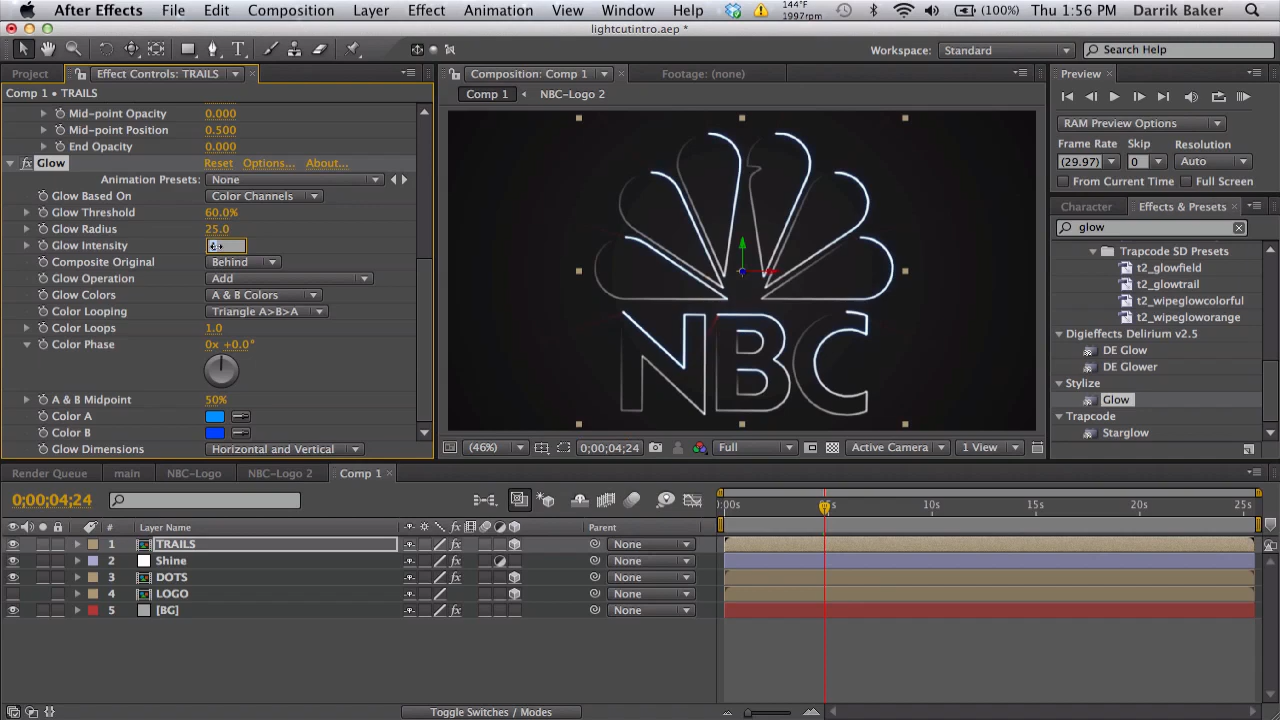 After Effects File Edit Composition Layer Effect Animation View Window Help 144°F 1997rpm (100%) Thu 1:56 PM Darrik Baker
lightcutintro.aep *
Workspace: Standard Search Help
Project Effect Controls: TRAILS Composition: Comp 1 Footage: (none) Preview
Comp 1 • TRAILS
Comp 1 NBC-Logo 2
Mid-point Opacity 0.000
Mid-point Position 0.500
End Opacity 0.000
fx Glow Reset Options... About...
Animation Presets: None
Glow Based On Color Channels
Glow Threshold 60.0%
Glow Radius 25.0
Glow Intensity
Composite Original Behind
Glow Operation Add
Glow Colors A & B Colors
Color Looping Triangle A>B>A
Color Loops 1.0
Color Phase 0x +0.0°
A & B Midpoint 50%
Color A
Color B
Glow Dimensions Horizontal and Vertical
NBC
(46%) 0;00;04;24 Full Active Camera 1 View
RAM Preview Options
Frame Rate Skip Resolution
(29.97) 0 Auto
From Current Time Full Screen
Character Effects & Presets
glow
Trapcode SD Presets
t2_glowfield
t2_glowtrail
t2_wipeglowcolorful
t2_wipegloworange
Digieffects Delirium v2.5
DE Glow
DE Glower
Stylize
Glow
Trapcode
Starglow
Render Queue main NBC-Logo NBC-Logo 2 Comp 1
0;00;04;24
:00s 05s 10s 15s 20s 25s
# Layer Name fx Parent
1 TRAILS fx None
2 Shine None
3 DOTS fx None
4 LOGO None
5 [BG] fx None
Toggle Switches / Modes